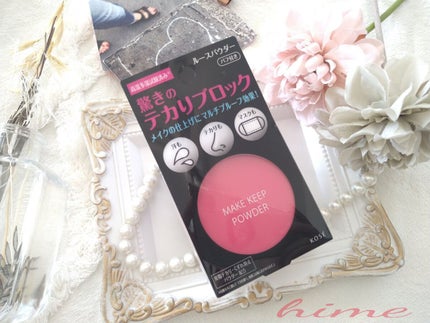 高温多湿試験済み
ルースパウダー
パフ付き
驚きの
テカリブロック
メイクの仕上げにマルチプルーフ効果!
汗も
テカリも
マスクも
MAKE KEEP
POWDER
KOSÉ
hime